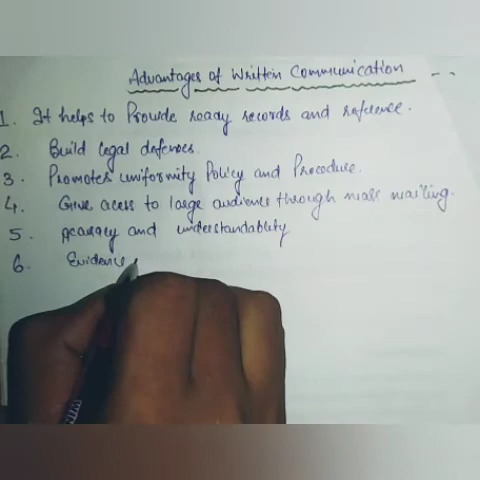 Advantages of Written Communication - -
1. It helps to Provide ready records and reference.
2. Build legal defences.
3. Promotes uniformity Policy and Procedure.
4. Give acess to large audience through mass mailing.
5. Accuracy and understandablity
6. Evidence